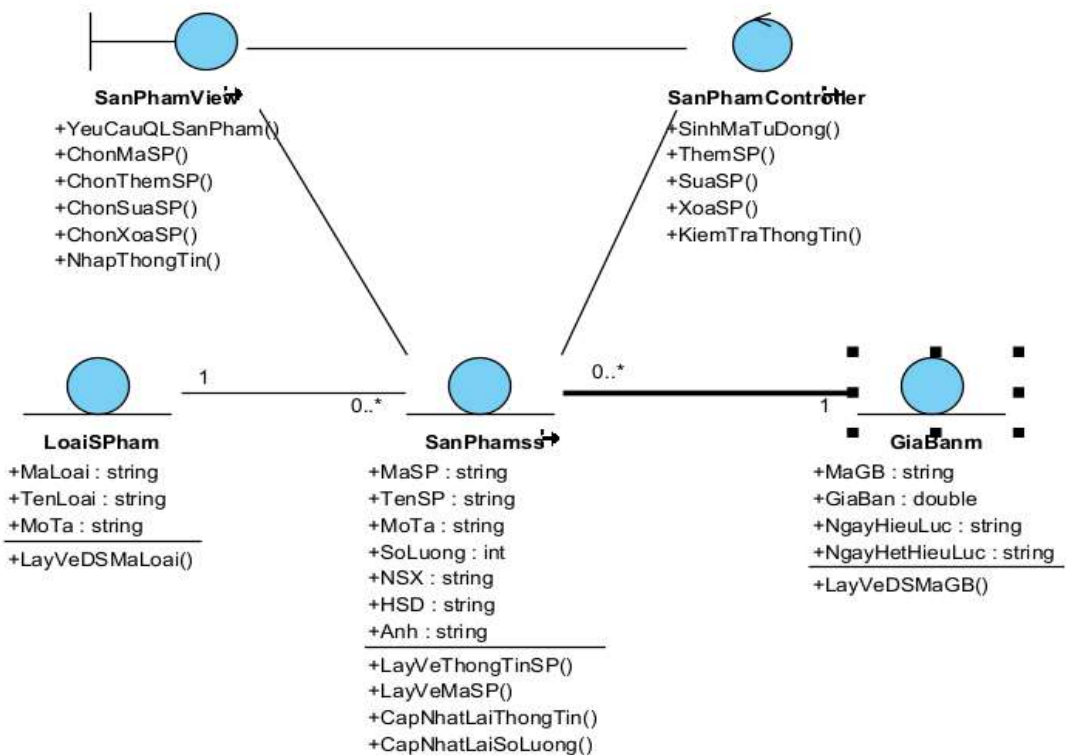 SanPhamView
+YeuCauQLSanPham()
+ChonMaSP()
+ChonThemSP()
+ChonSuaSP()
+ChonXoaSP()
+NhapThongTin()
SanPhamController
+SinhMaTuDong()
+ThemSP()
+SuaSP()
+XoaSP()
+KiemTraThongTin()
1
0..*
0..*
1
LoaiSPham
+MaLoai : string
+TenLoai : string
+MoTa : string
+LayVeDSMaLoai()
SanPhamss
+MaSP : string
+TenSP : string
+MoTa : string
+SoLuong : int
+NSX : string
+HSD : string
+Anh : string
+LayVeThongTinSP()
+LayVeMaSP()
+CapNhatLaiThongTin()
+CapNhatLaiSoLuong()
GiaBanm
+MaGB : string
+GiaBan : double
+NgayHieuLuc : string
+NgayHetHieuLuc : string
+LayVeDSMaGB()